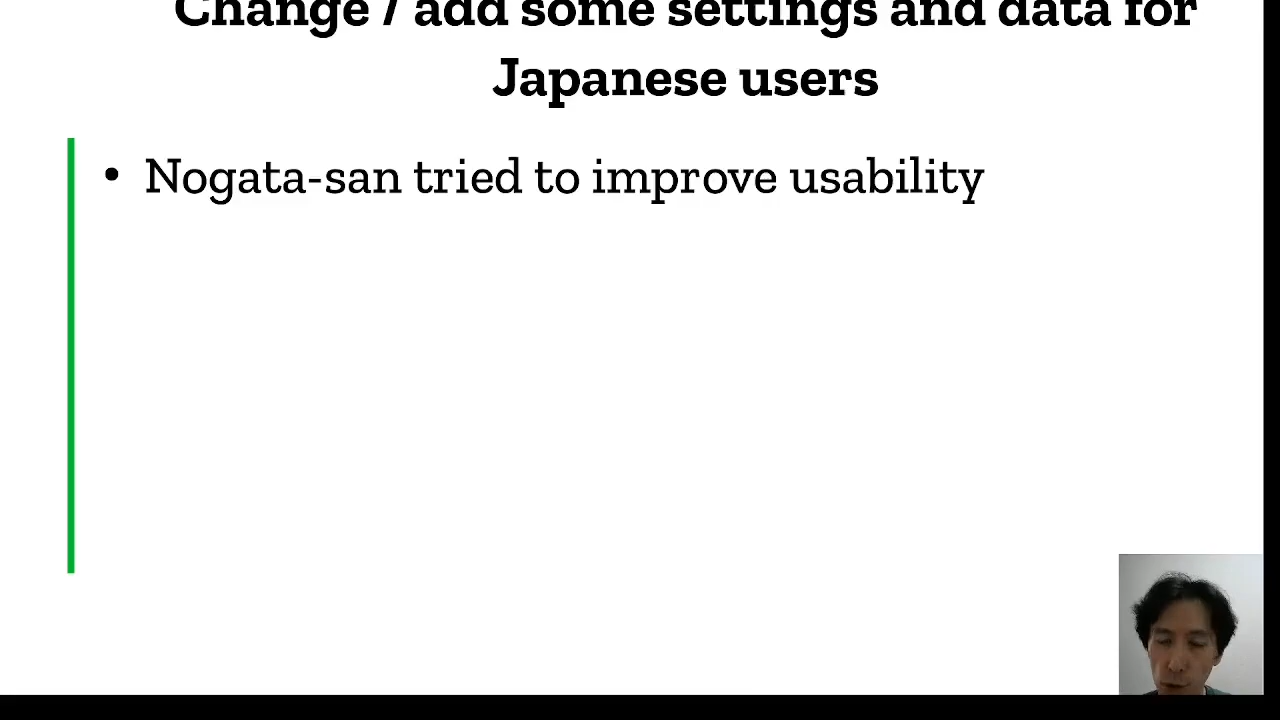 Change / add some settings and data for
Japanese users
• Nogata-san tried to improve usability